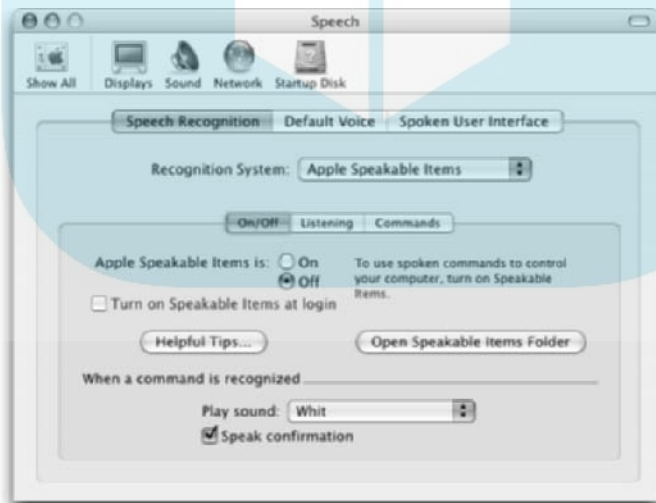 Speech
Show All Displays Sound Network Startup Disk
Speech Recognition Default Voice Spoken User Interface
Recognition System: Apple Speakable Items
On/Off Listening Commands
Apple Speakable Items is: On
Off
To use spoken commands to control
your computer, turn on Speakable
Items.
Turn on Speakable Items at login
Helpful Tips... Open Speakable Items Folder
When a command is recognized
Play sound: Whit
Speak confirmation